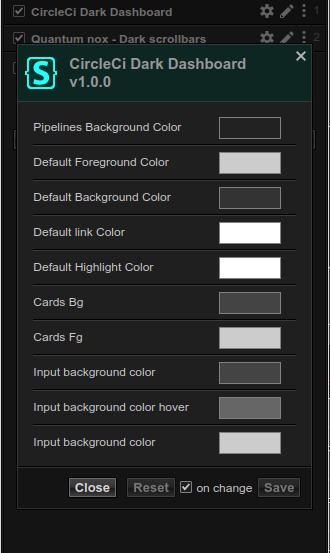 CircleCi Dark Dashboard
1
Quantum nox - Dark scrollbars
2
CircleCi Dark Dashboard
v1.0.0
Pipelines Background Color
Default Foreground Color
Default Background Color
Default link Color
Default Highlight Color
Cards Bg
Cards Fg
Input background color
Input background color hover
Input background color
Close
Reset
on change
Save